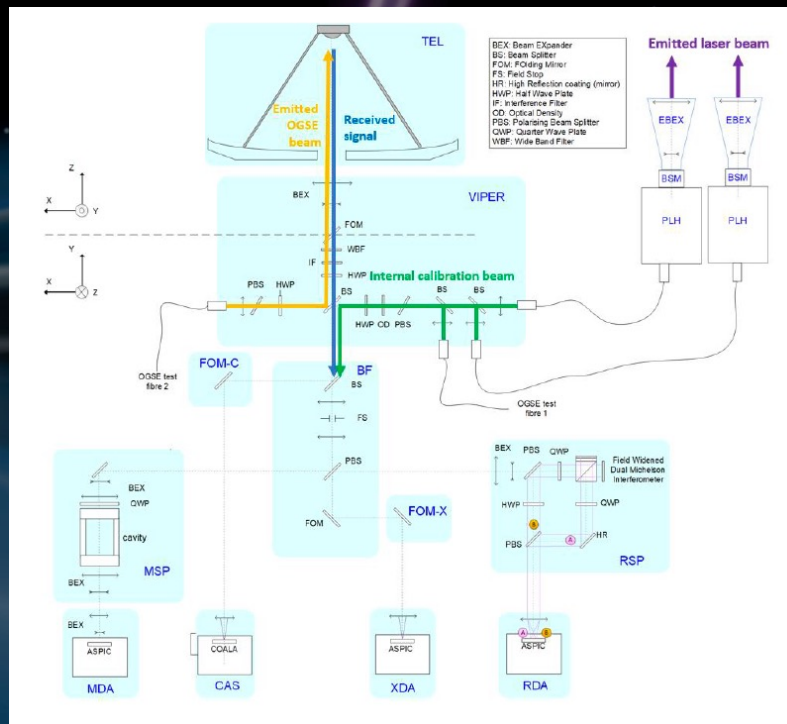 TEL
Emitted
OGSE
beam
Received
signal
BEX: Beam EXpander
BS: Beam Splitter
FOM: FOlding Mirror
FS: Field Stop
HR: High Reflection coating (mirror)
HWP: Half Wave Plate
IF: Interference Filter
OD: Optical Density
PBS: Polarising Beam Splitter
QWP: Quarter Wave Plate
WBF: Wide Band Filter
Emitted laser beam
EBEX
EBEX
BSM
BSM
PLH
PLH
Z
X
Y
Y
X
Z
BEX
VIPER
FOM
WBF
IF
HWP
Internal calibration beam
PBS
HWP
BS
BS
BS
HWP
OD
PBS
OGSE test
fibre 2
OGSE test
fibre 1
FOM-C
BF
BS
FS
PBS
FOM
FOM-X
BEX
QWP
cavity
BEX
MSP
BEX
PBS
QWP
Field Widened
Dual Michelson
Interferometer
HWP
QWP
B
PBS
A
HR
RSP
BEX
ASPIC
MDA
COALA
CAS
ASPIC
XDA
A
B
ASPIC
RDA